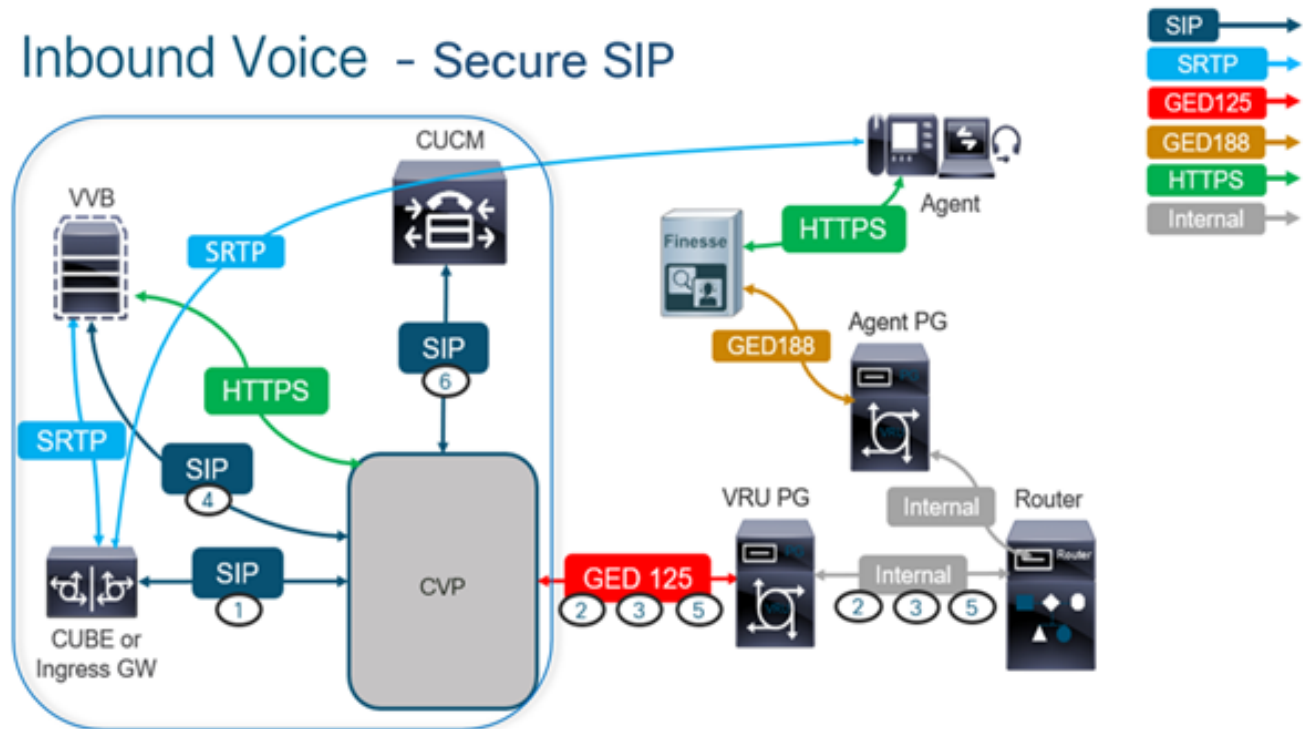 Inbound Voice - Secure SIP
SIP
SRTP
GED125
GED188
HTTPS
Internal
CUCM
VVB
SRTP
Agent
HTTPS
Finesse
SIP
6
GED188
Agent PG
HTTPS
SRTP
SIP
4
VRU PG
Internal
Router
Router
SIP
1
CVP
GED 125
2 3 5
Internal
2 3 5
CUBE or
Ingress GW